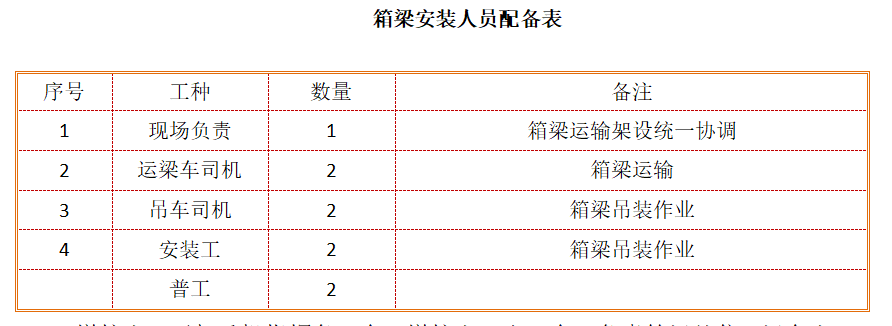 箱梁安装人员配备表
序号 工种 数量 备注
1 现场负责 1 箱梁运输架设统一协调
2 运梁车司机 2 箱梁运输
3 吊车司机 2 箱梁吊装作业
4 安装工 2 箱梁吊装作业
普工 2